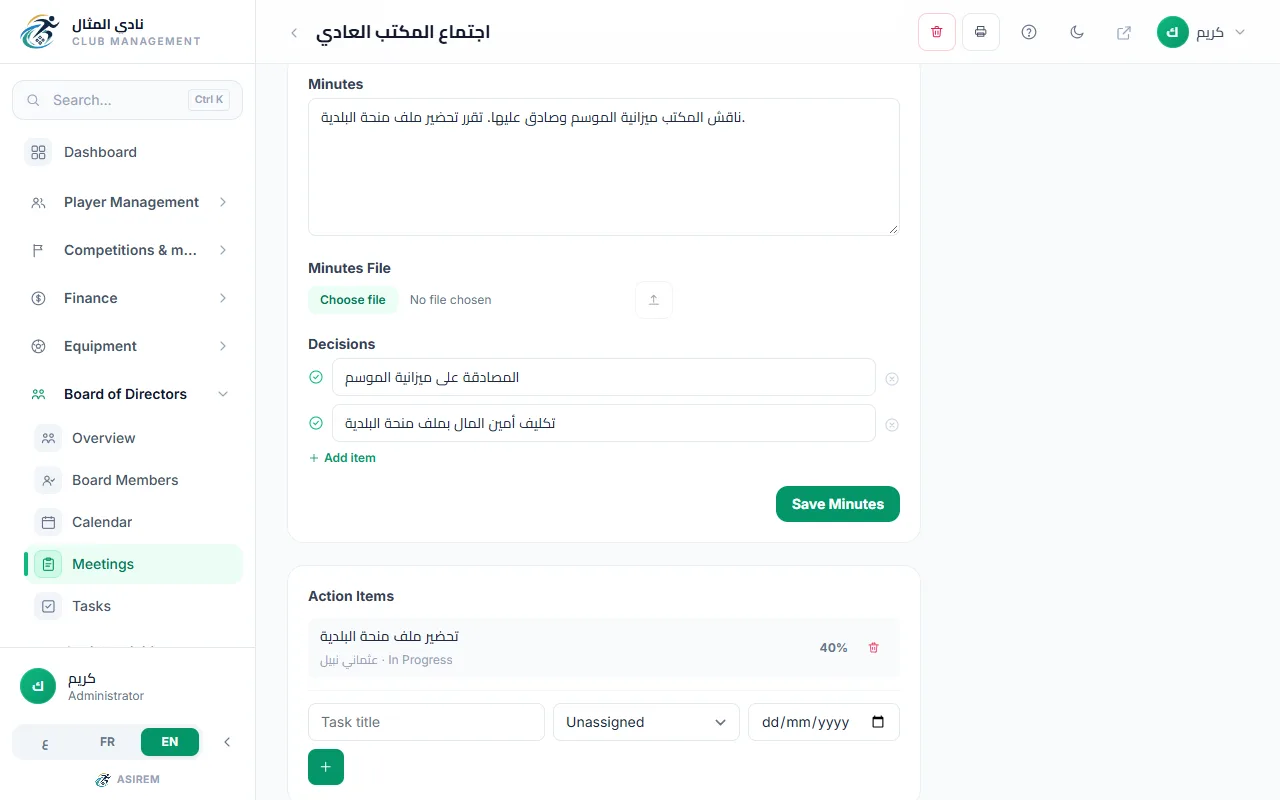 نادي المثال
CLUB MANAGEMENT
Search...
Ctrl K
Dashboard
Player Management
Competitions & m...
Finance
Equipment
Board of Directors
Overview
Board Members
Calendar
Meetings
Tasks
كريم
Administrator
ع
FR
EN
ASIREM
اجتماع المكتب العادي
ك
كريم
Minutes
ناقش المكتب ميزانية الموسم وصادق عليها. تقرر تحضير ملف منحة البلدية.
Minutes File
Choose file
No file chosen
Decisions
المصادقة على ميزانية الموسم
تكليف أمين المال بملف منحة البلدية
+ Add item
Save Minutes
Action Items
تحضير ملف منحة البلدية
عثماني نبيل · In Progress
40%
Task title
Unassigned
dd/mm/yyyy
+